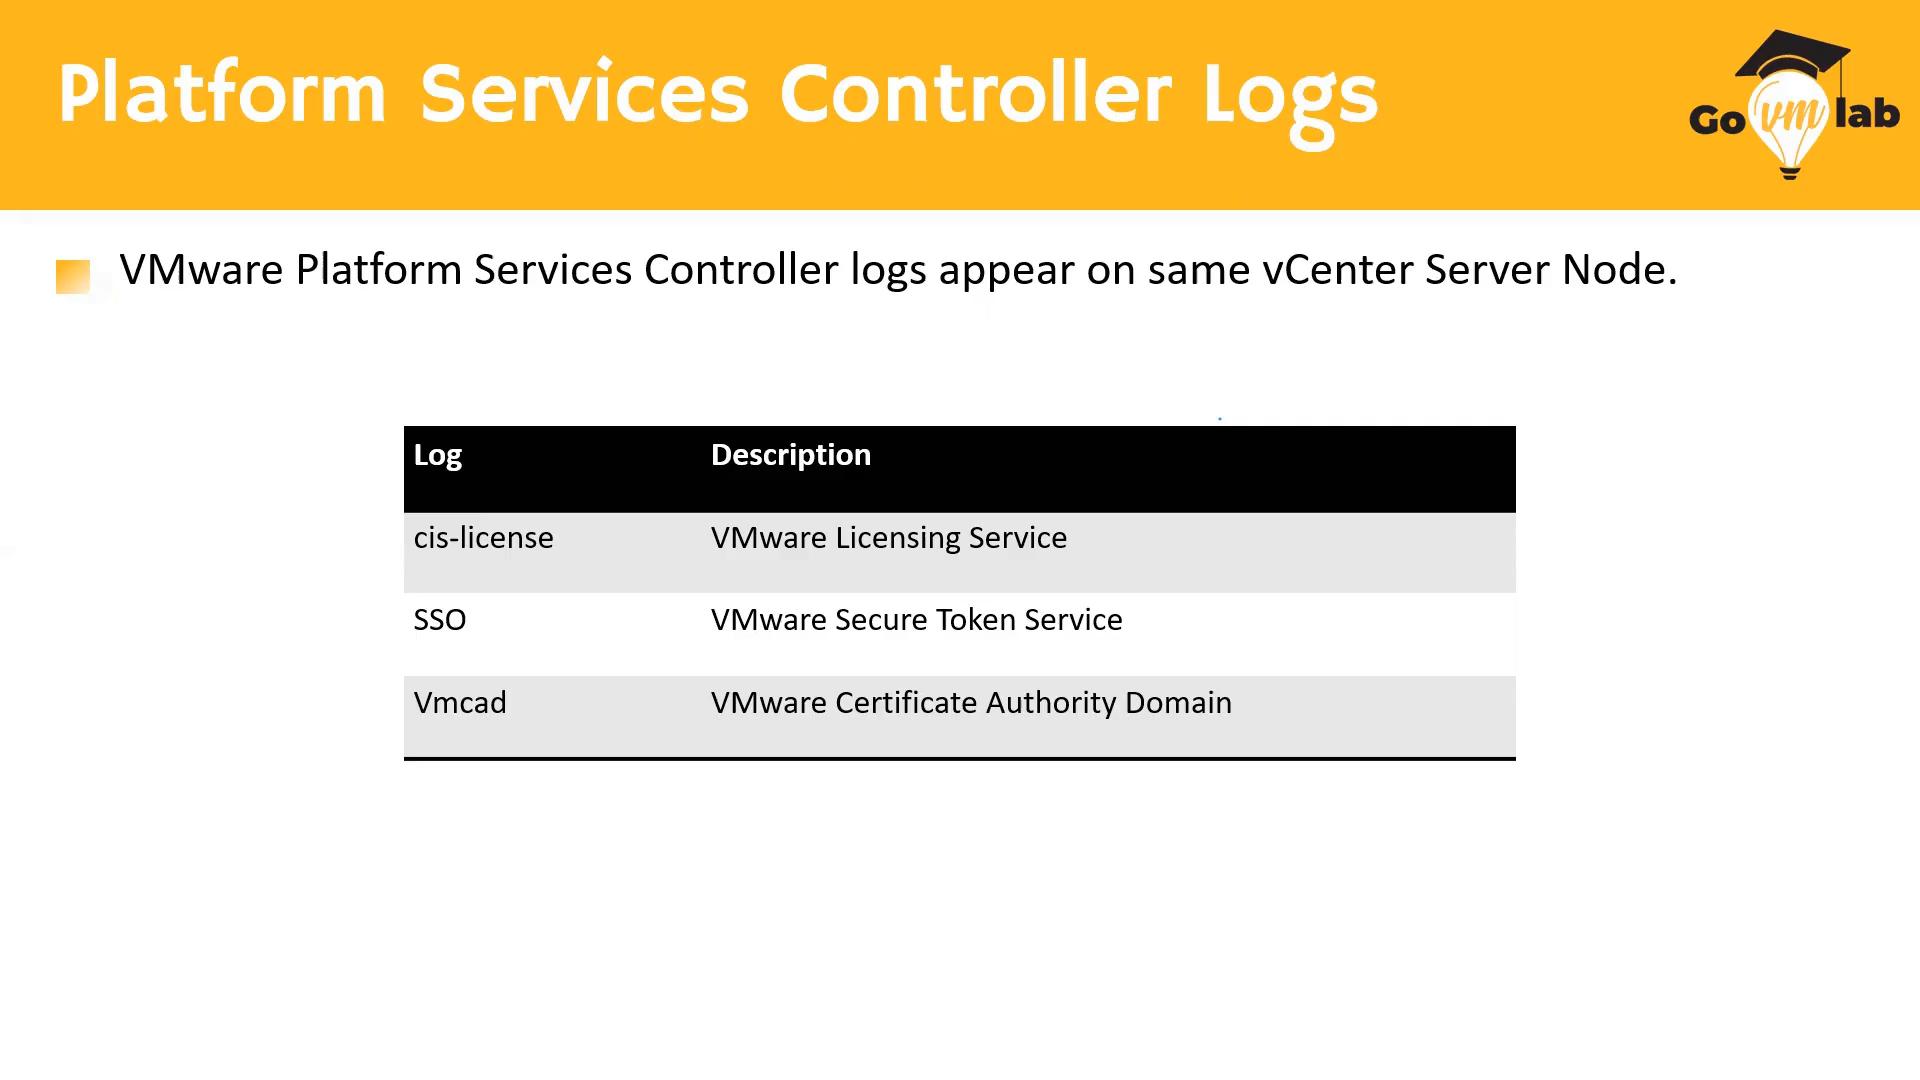 Platform Services Controller Logs
Go vm lab
VMware Platform Services Controller logs appear on same vCenter Server Node.
Log Description
cis-license VMware Licensing Service
SSO VMware Secure Token Service
Vmcad VMware Certificate Authority Domain